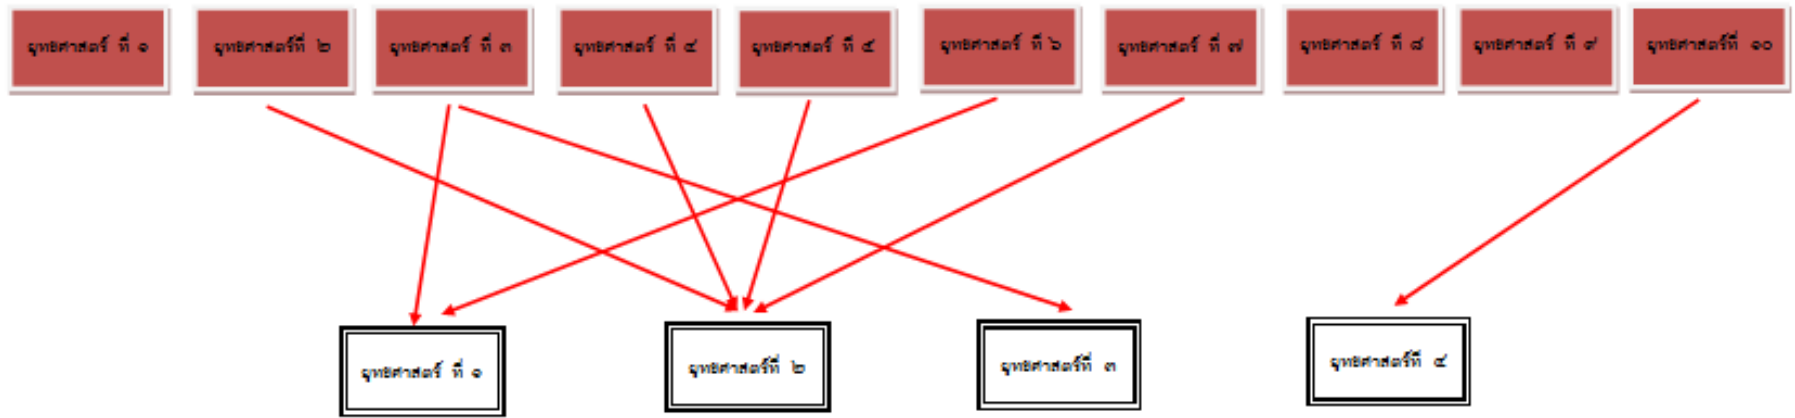 ยุทธศาสตร์ ที่ ๑
ยุทธศาสตร์ที่ ๒
ยุทธศาสตร์ ที่ ๓
ยุทธศาสตร์ ที่ ๔
ยุทธศาสตร์ ที่ ๕
ยุทธศาสตร์ ที่ ๖
ยุทธศาสตร์ ที่ ๗
ยุทธศาสตร์ ที่ ๘
ยุทธศาสตร์ ที่ ๙
ยุทธศาสตร์ที่ ๑๐
ยุทธศาสตร์ ที่ ๑
ยุทธศาสตร์ที่ ๒
ยุทธศาสตร์ที่ ๓
ยุทธศาสตร์ที่ ๔